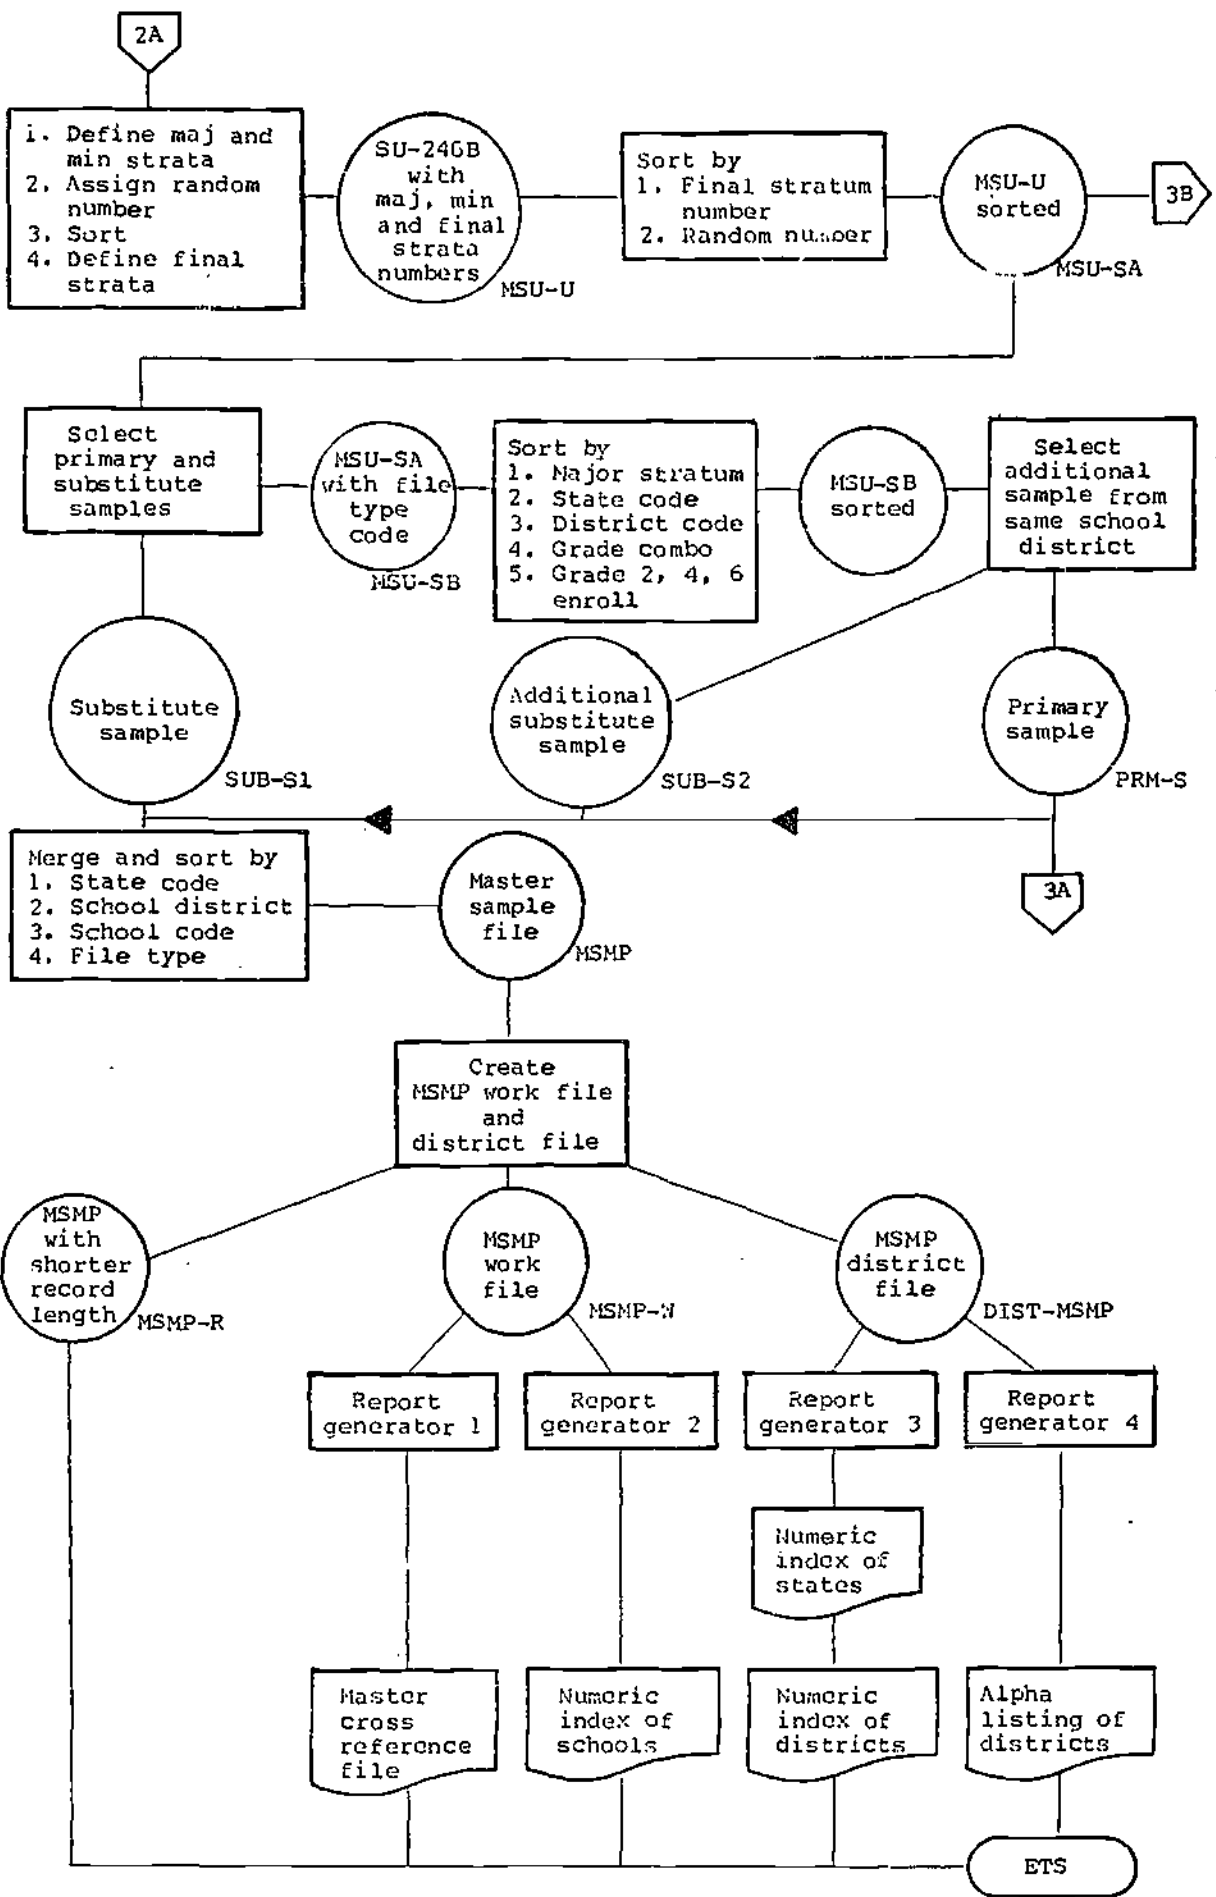 2A
1. Define maj and
min strata
2. Assign random
number
3. Sort
4. Define final
strata
SU-24GB
with
maj, min
and final
strata
numbers
MSU-U
Sort by
1. Final stratum
number
2. Random number
MSU-U
sorted
MSU-SA
3B
Select
primary and
substitute
samples
MSU-SA
with file
type
code
MSU-SB
Sort by
1. Major stratum
2. State code
3. District code
4. Grade combo
5. Grade 2, 4, 6
enroll
MSU-SB
sorted
Select
additional
sample from
same school
district
Substitute
sample
SUB-S1
Additional
substitute
sample
SUB-S2
Primary
sample
PRM-S
3A
Merge and sort by
1. State code
2. School district
3. School code
4. File type
Master
sample
file
MSMP
Create
MSMP work file
and
district file
MSMP
with
shorter
record
length
MSMP-R
MSMP
work
file
MSMP-W
MSMP
district
file
DIST-MSMP
Report
generator 1
Report
generator 2
Report
generator 3
Report
generator 4
Numeric
index of
states
Master
cross
reference
file
Numeric
index of
schools
Numeric
index of
districts
Alpha
listing of
districts
ETS